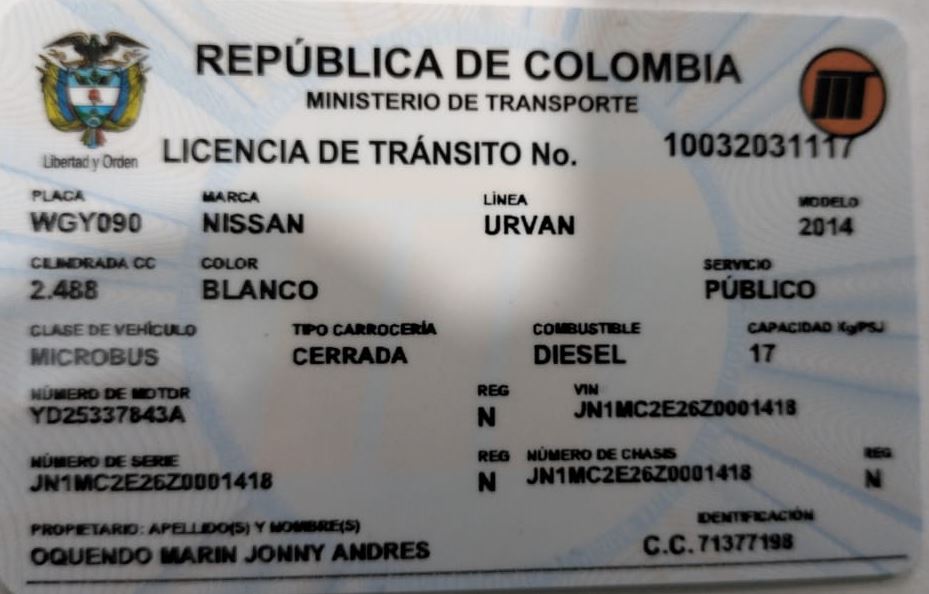 REPÚBLICA DE COLOMBIA
MINISTERIO DE TRANSPORTE
Libertad y Orden
LICENCIA DE TRÁNSITO No. 10032031117
PLACA MARCA LÍNEA MODELO
WGY090 NISSAN URVAN 2014
CILINDRADA CC COLOR SERVICIO
2.488 BLANCO PÚBLICO
CLASE DE VEHÍCULO TIPO CARROCERÍA COMBUSTIBLE CAPACIDAD Kg/PSJ
MICROBUS CERRADA DIESEL 17
NÚMERO DE MOTOR REG VIN
YD25337843A N JN1MC2E26Z0001418
NÚMERO DE SERIE REG NÚMERO DE CHASIS REG
JN1MC2E26Z0001418 N JN1MC2E26Z0001418 N
PROPIETARIO: APELLIDO(S) Y NOMBRE(S) IDENTIFICACIÓN
OQUENDO MARIN JONNY ANDRES C.C. 71377198